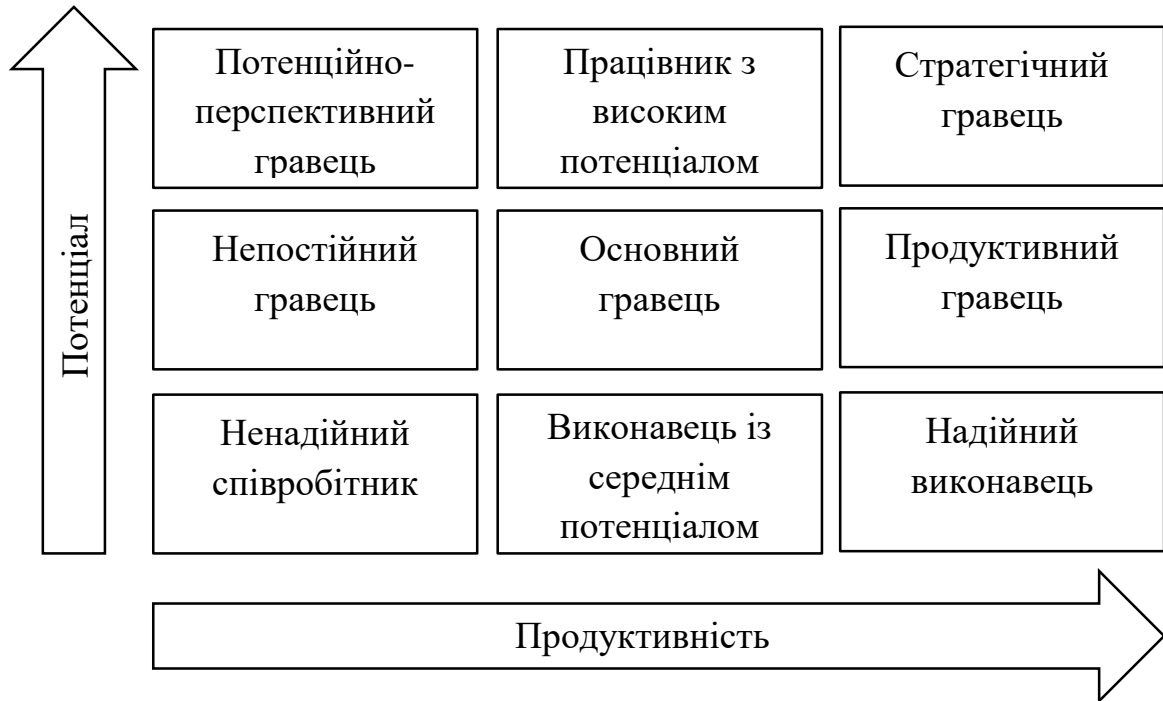 Потенційно-
перспективний
гравець
Працівник з
високим
потенціалом
Стратегічний
гравець
Потенціал
Непостійний
гравець
Основний
гравець
Продуктивний
гравець
Ненадійний
співробітник
Виконавець із
середнім
потенціалом
Надійний
виконавець
Продуктивність